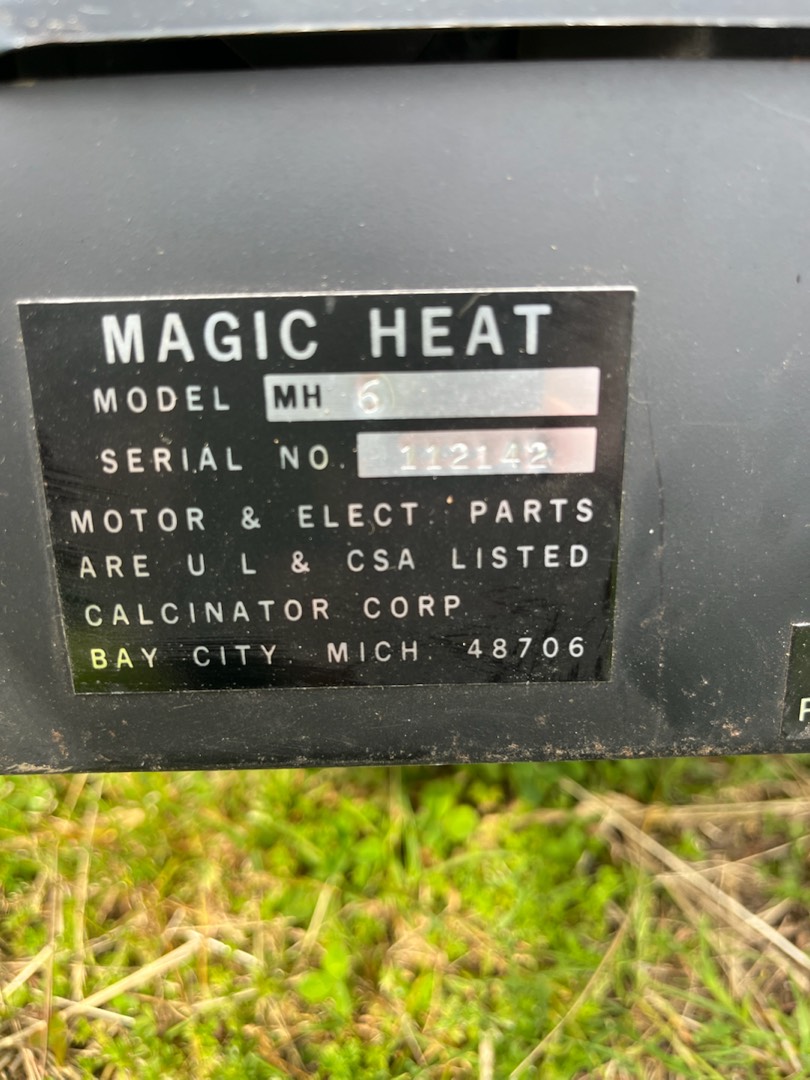 MAGIC HEAT
MODEL MH 6
SERIAL NO. 112142
MOTOR & ELECT. PARTS
ARE U L & CSA LISTED
CALCINATOR CORP.
BAY CITY. MICH. 48706